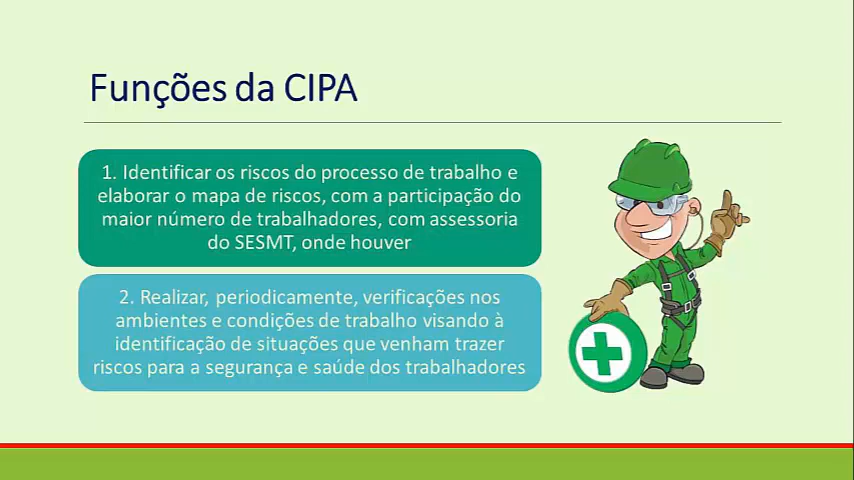 Funções da CIPA
1. Identificar os riscos do processo de trabalho e
elaborar o mapa de riscos, com a participação do
maior número de trabalhadores, com assessoria
do SESMT, onde houver
2. Realizar, periodicamente, verificações nos
ambientes e condições de trabalho visando à
identificação de situações que venham trazer
riscos para a segurança e saúde dos trabalhadores